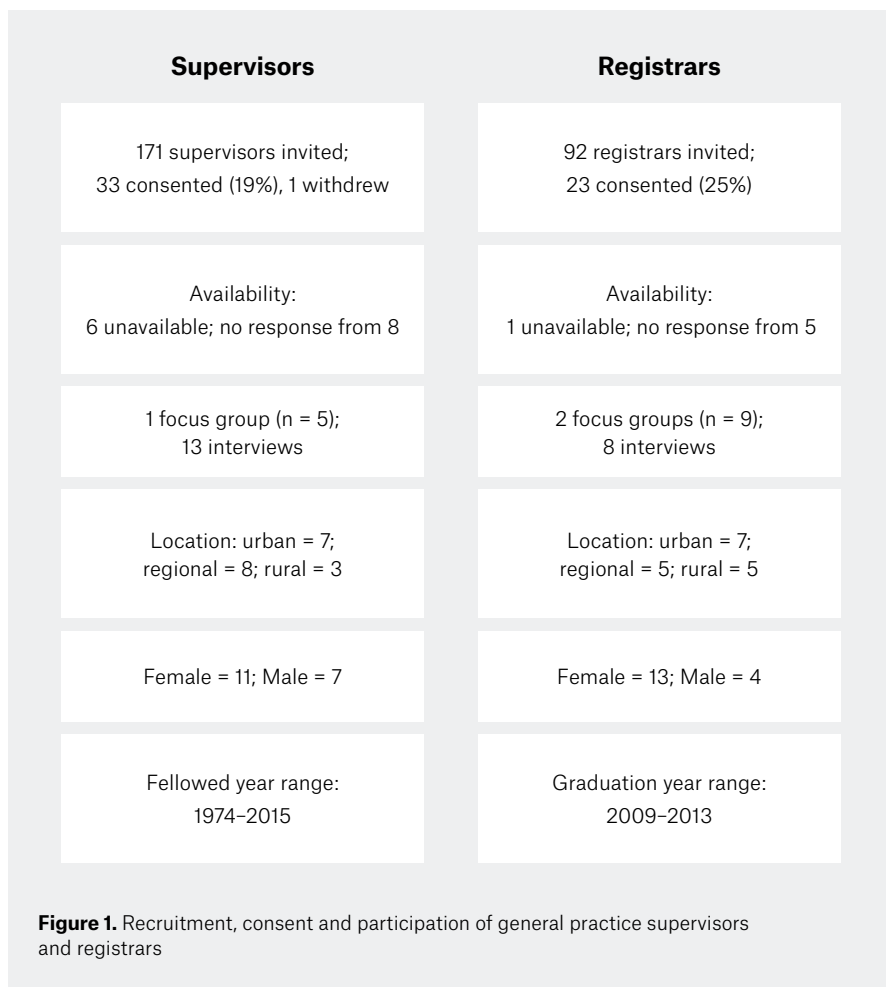 Supervisors
171 supervisors invited;
33 consented (19%), 1 withdrew
Availability:
6 unavailable; no response from 8
1 focus group (n = 5);
13 interviews
Location: urban = 7;
regional = 8; rural = 3
Female = 11; Male = 7
Fellowed year range:
1974–2015
Registrars
92 registrars invited;
23 consented (25%)
Availability:
1 unavailable; no response from 5
2 focus groups (n = 9);
8 interviews
Location: urban = 7;
regional = 5; rural = 5
Female = 13; Male = 4
Graduation year range:
2009–2013
Figure 1. Recruitment, consent and participation of general practice supervisors
and registrars